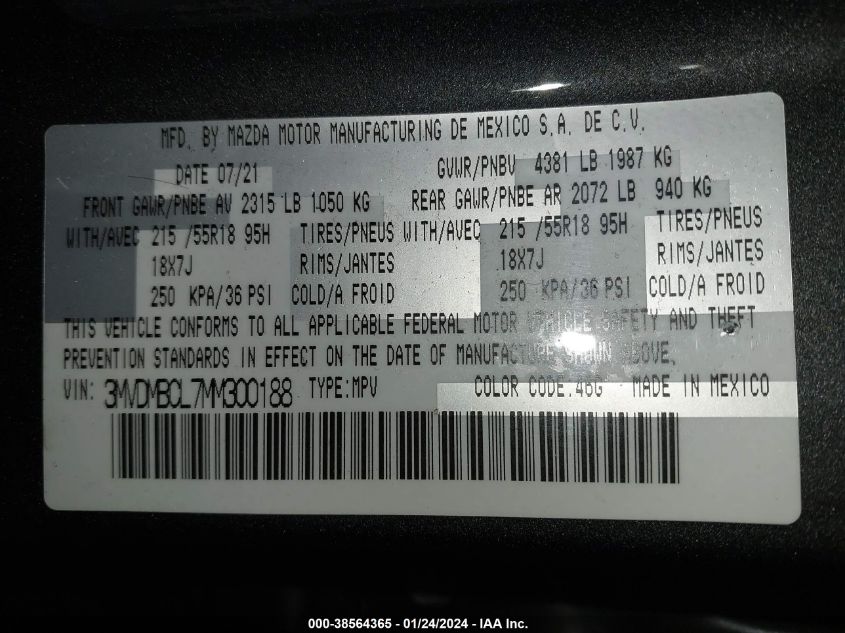 MFD. BY MAZDA MOTOR MANUFACTURING DE MEXICO S.A. DE C.V.
DATE 07/21 GVWR/PNBV 4381 LB 1987 KG
FRONT GAWR/PNBE AV 2315 LB 1050 KG REAR GAWR/PNBE AR 2072 LB 940 KG
WITH/AVEC 215 /55R18 95H TIRES/PNEUS WITH/AVEC 215 /55R18 95H TIRES/PNEUS
18X7J RIMS/JANTES 18X7J RIMS/JANTES
250 KPA/36 PSI COLD/A FROID 250 KPA/36 PSI COLD/A FROID
THIS VEHICLE CONFORMS TO ALL APPLICABLE FEDERAL MOTOR VEHICLE SAFETY AND THEFT
PREVENTION STANDARDS IN EFFECT ON THE DATE OF MANUFACTURE SHOWN ABOVE.
VIN: 3MVDMBCL7MM300188 TYPE:MPV COLOR CODE.46G MADE IN MEXICO
000-38564365 - 01/24/2024 - IAA Inc.